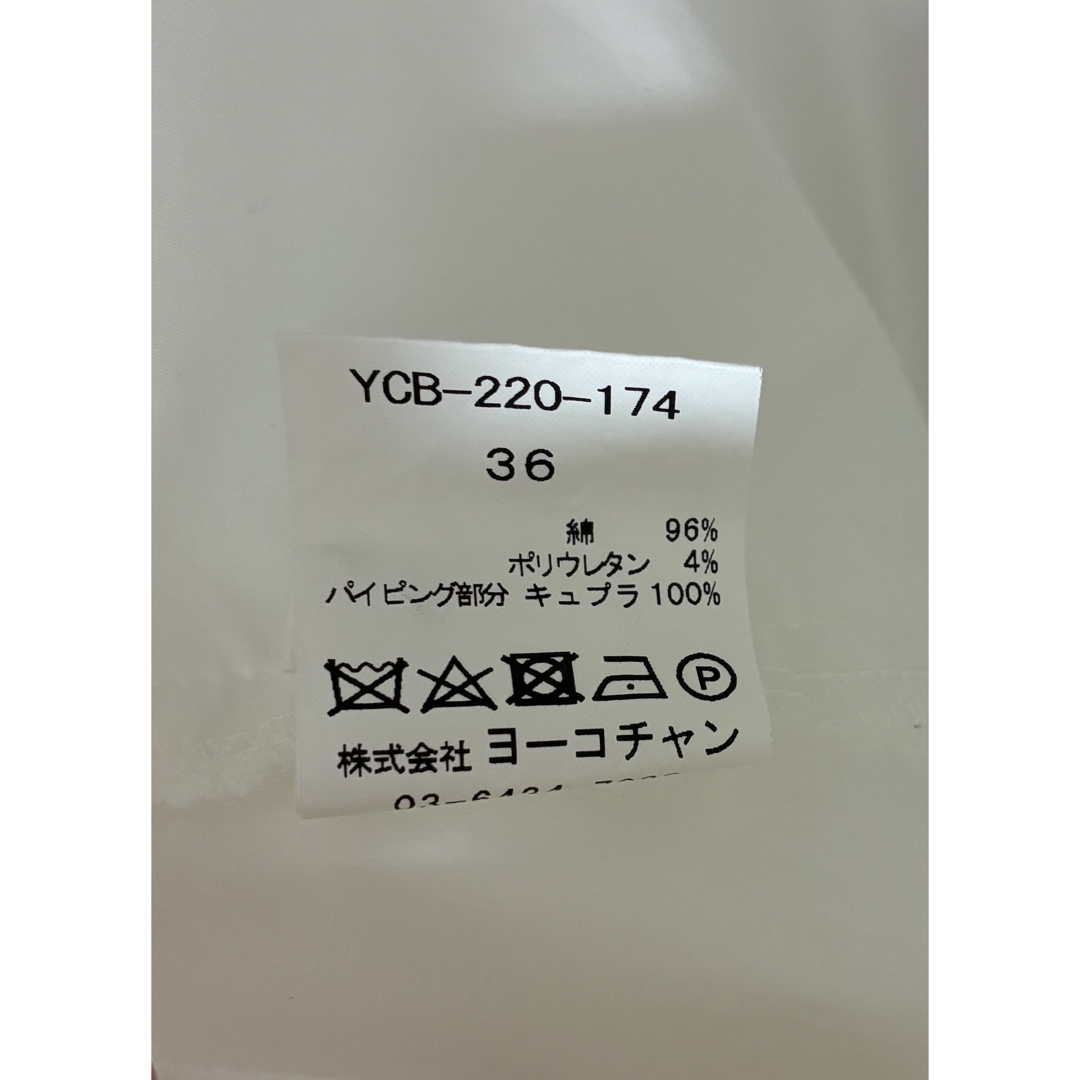 YCB-220-174
36
綿 96%
ポリウレタン 4%
パイピング部分 キュプラ 100%
P
株式会社 ヨーコチャン